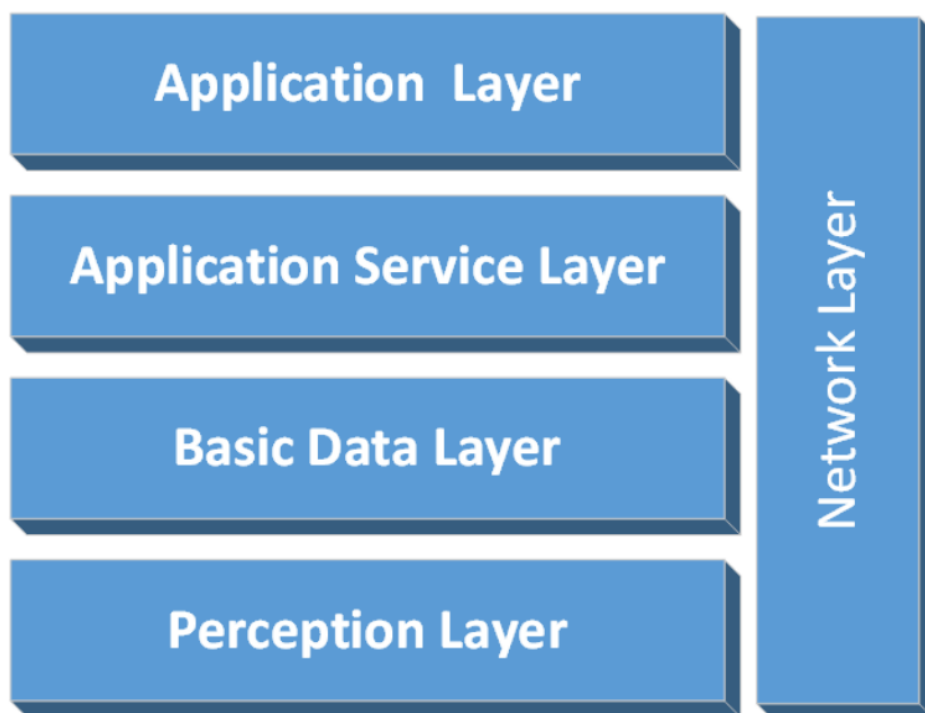 Application Layer
Application Service Layer
Basic Data Layer
Perception Layer
Network Layer